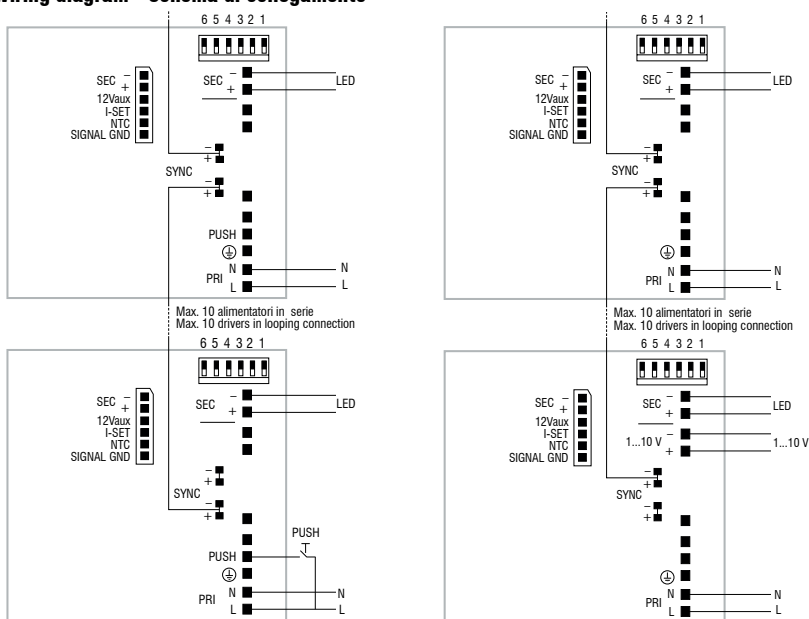 wiring diagram - schema di collegamento
6 5 4 3 2 1
SEC - +
12Vaux
I-SET
NTC
SIGNAL GND
SEC - +
LED
- +
SYNC
- +
PUSH
PRI N L
N
L
Max. 10 alimentatori in serie
Max. 10 drivers in looping connection
6 5 4 3 2 1
SEC - +
12Vaux
I-SET
NTC
SIGNAL GND
SEC - +
LED
- +
SYNC
- +
PUSH
PUSH
PRI N L
N
L
6 5 4 3 2 1
SEC - +
12Vaux
I-SET
NTC
SIGNAL GND
SEC - +
LED
- +
SYNC
- +
PRI N L
N
L
Max. 10 alimentatori in serie
Max. 10 drivers in looping connection
6 5 4 3 2 1
SEC - +
12Vaux
I-SET
NTC
SIGNAL GND
SEC - +
LED
1...10 V - +
1...10 V
- +
SYNC
- +
PRI N L
N
L